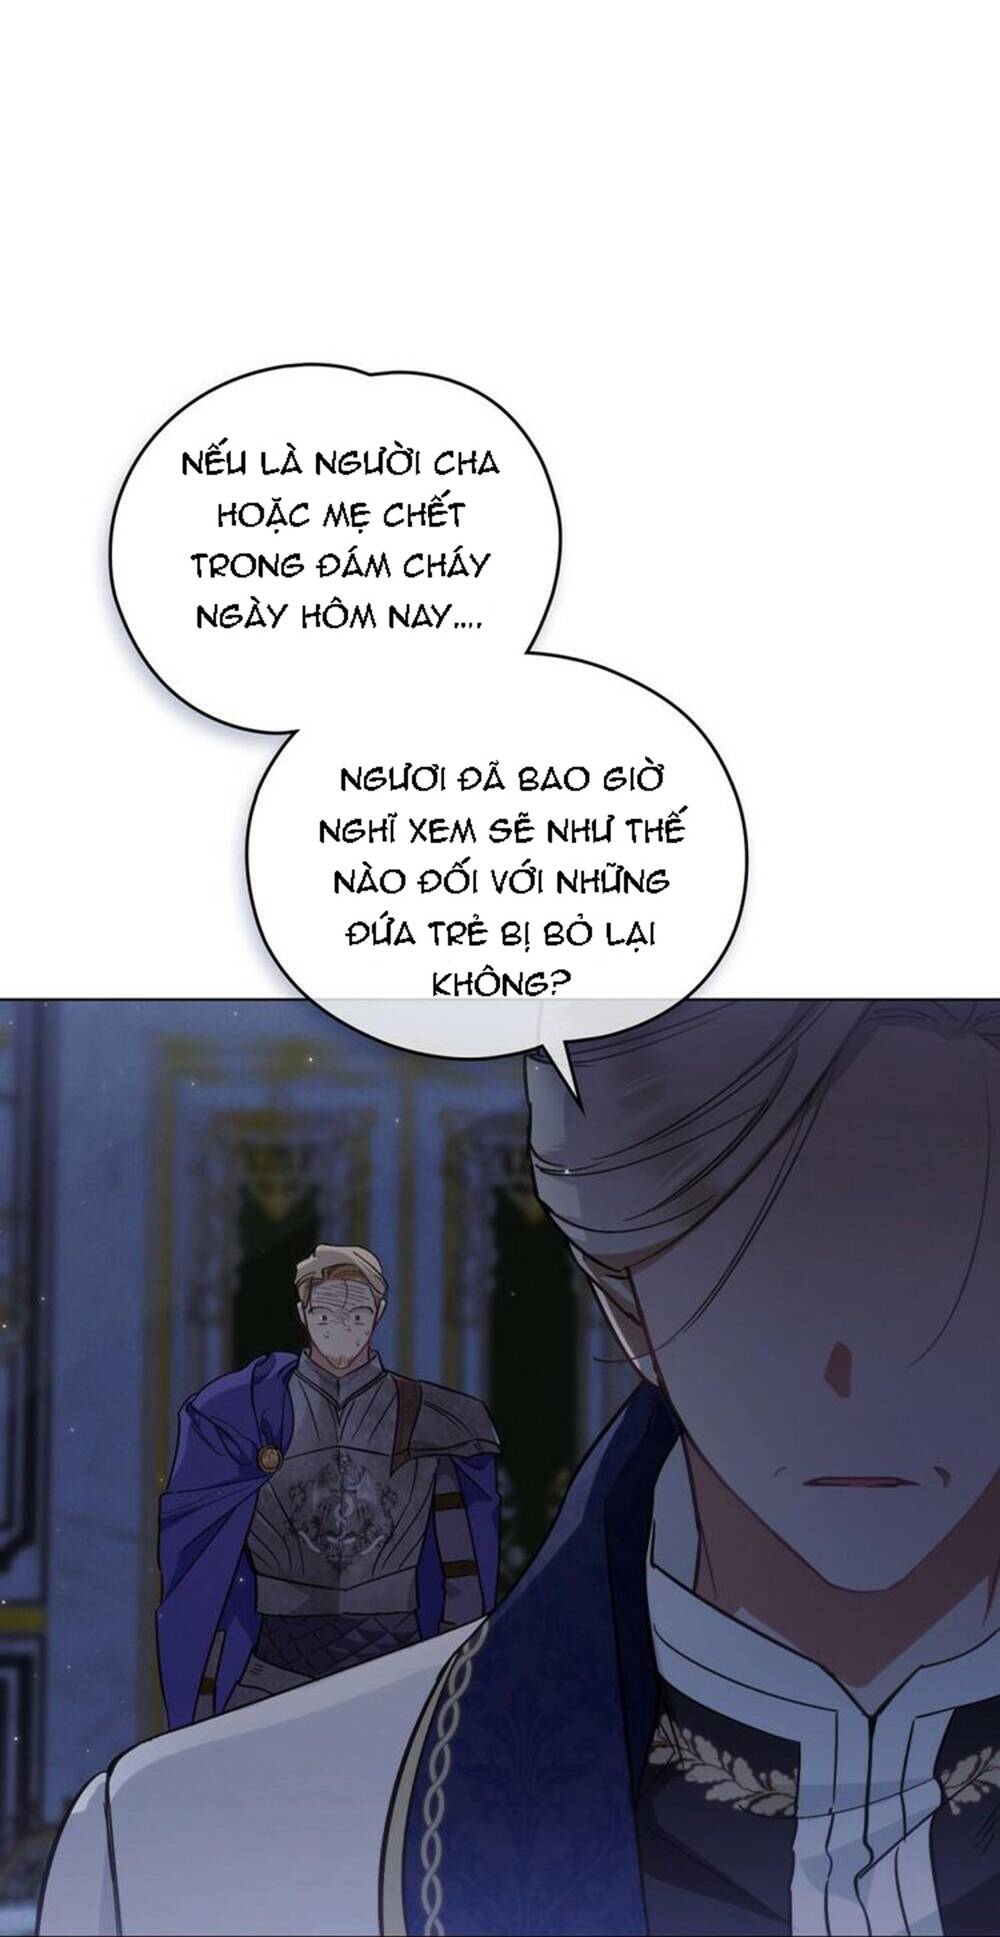 NẾU LÀ NGƯỜI CHA
HOẶC MẸ CHẾT
TRONG ĐÁM CHÁY
NGÀY HÔM NAY....
NGƯƠI ĐÃ BAO GIỜ
NGHĨ XEM SẼ NHƯ THẾ
NÀO ĐỐI VỚI NHỮNG
ĐỨA TRẺ BỊ BỎ LẠI
KHÔNG?